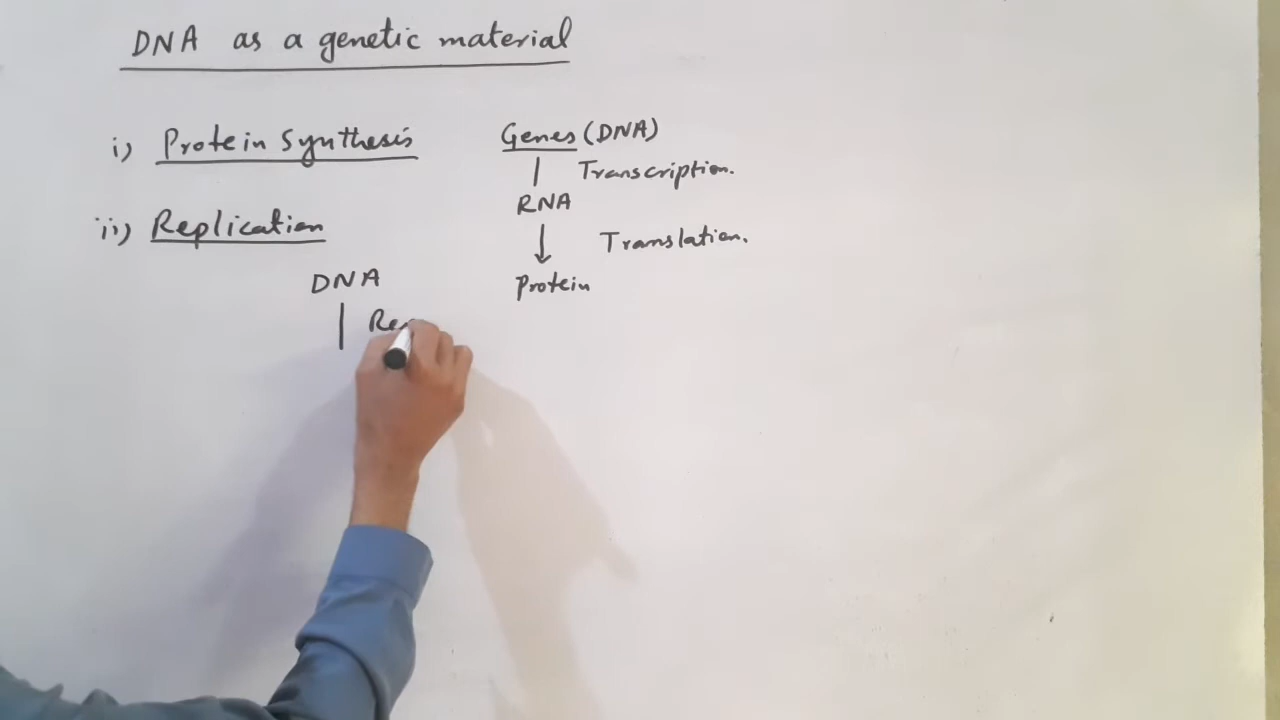 DNA as a genetic material
i) Protein Synthesis
Genes (DNA)
Transcription.
RNA
ii) Replication
Translation.
DNA
Protein